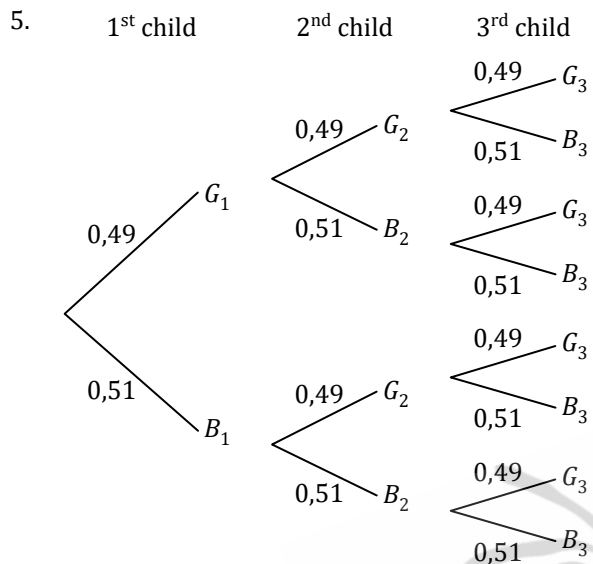 5. 1ˢᵗ child 2ⁿᵈ child 3ʳᵈ child
0,49 G₃
0,49 G₂
0,51 B₃
0,49 G₃
G₁ 0,51 B₂
0,49
0,51 B₃
0,49 G₃
0,51 0,49 G₂
0,51 B₃
B₁
0,49 G₃
0,51 B₂
0,51 B₃